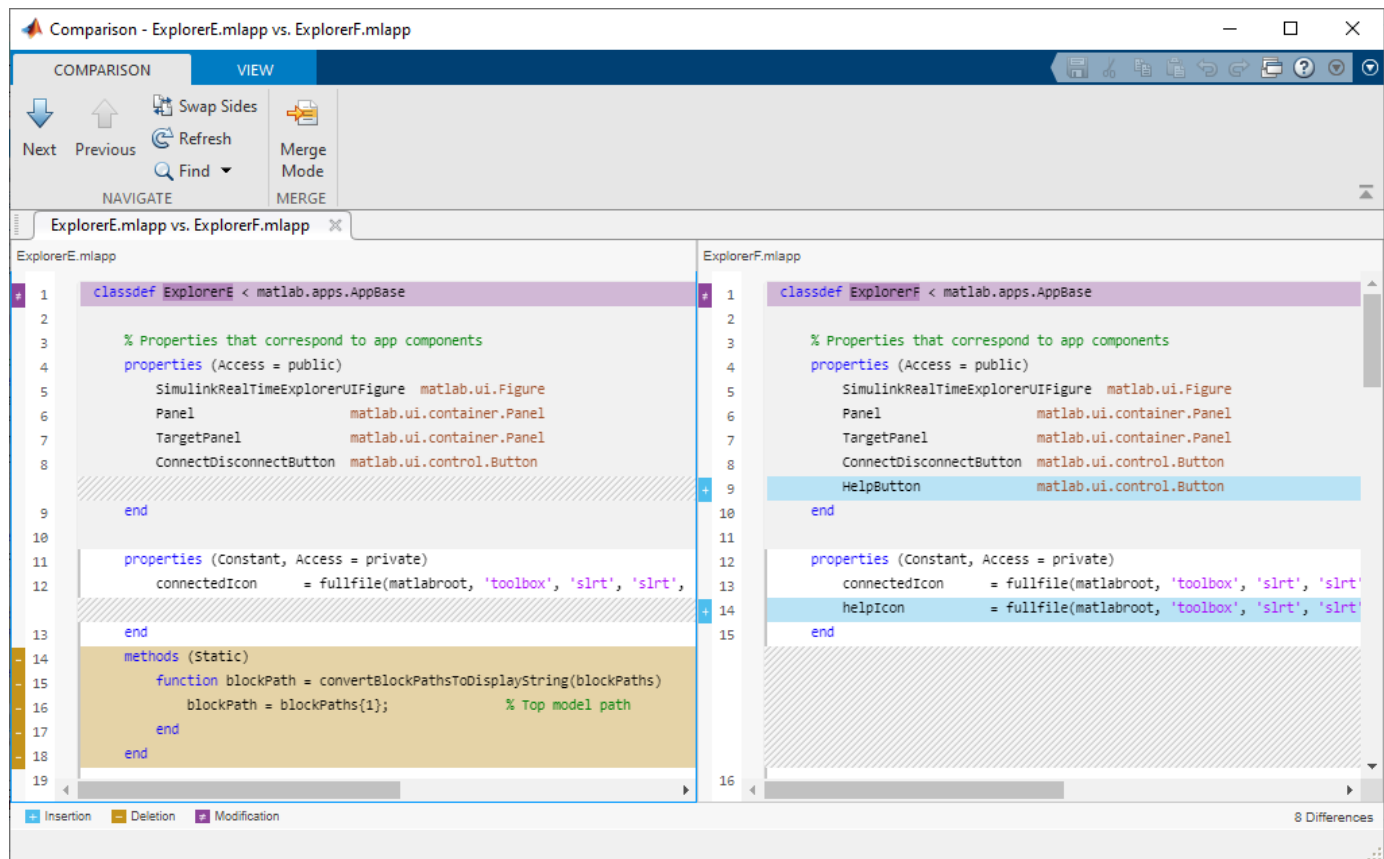 Comparison - ExplorerE.mlapp vs. ExplorerF.mlapp
COMPARISON VIEW
Next
Previous
Swap Sides
Refresh
Find
Merge
Mode
NAVIGATE
MERGE
ExplorerE.mlapp vs. ExplorerF.mlapp
ExplorerE.mlapp
1 classdef ExplorerE < matlab.apps.AppBase
2
3 % Properties that correspond to app components
4 properties (Access = public)
5 SimulinkRealTimeExplorerUIFigure matlab.ui.Figure
6 Panel matlab.ui.container.Panel
7 TargetPanel matlab.ui.container.Panel
8 ConnectDisconnectButton matlab.ui.control.Button
9 end
10
11 properties (Constant, Access = private)
12 connectedIcon = fullfile(matlabroot, 'toolbox', 'slrt', 'slrt',
13 end
14 methods (Static)
15 function blockPath = convertBlockPathsToDisplayString(blockPaths)
16 blockPath = blockPaths{1}; % Top model path
17 end
18 end
19
ExplorerF.mlapp
1 classdef ExplorerF < matlab.apps.AppBase
2
3 % Properties that correspond to app components
4 properties (Access = public)
5 SimulinkRealTimeExplorerUIFigure matlab.ui.Figure
6 Panel matlab.ui.container.Panel
7 TargetPanel matlab.ui.container.Panel
8 ConnectDisconnectButton matlab.ui.control.Button
9 HelpButton matlab.ui.control.Button
10 end
11
12 properties (Constant, Access = private)
13 connectedIcon = fullfile(matlabroot, 'toolbox', 'slrt', 'slrt'
14 helpIcon = fullfile(matlabroot, 'toolbox', 'slrt', 'slrt'
15 end
16
+ Insertion − Deletion ≠ Modification
8 Differences